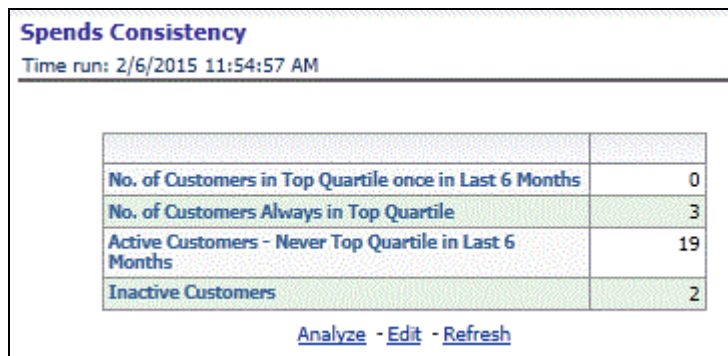 Spends Consistency
Time run: 2/6/2015 11:54:57 AM
No. of Customers in Top Quartile once in Last 6 Months 0
No. of Customers Always in Top Quartile 3
Active Customers - Never Top Quartile in Last 6 19
Months
Inactive Customers 2
Analyze - Edit - Refresh